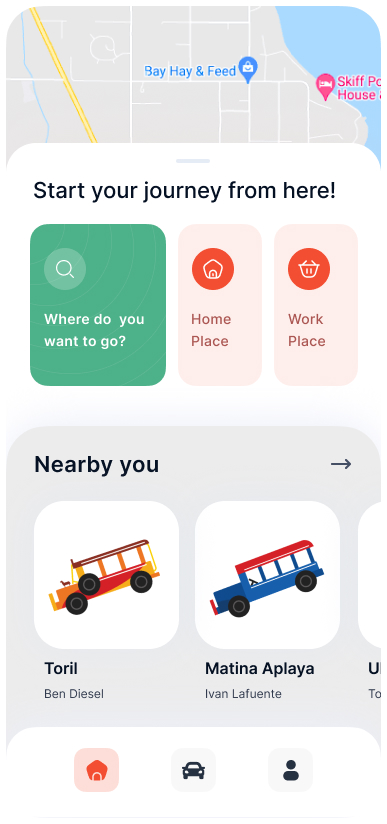 Bay Hay & Feed
Skiff Po
House &
Start your journey from here!
Where do you
want to go?
Home
Place
Work
Place
Nearby you
Toril
Ben Diesel
Matina Aplaya
Ivan Lafuente
Ul
To